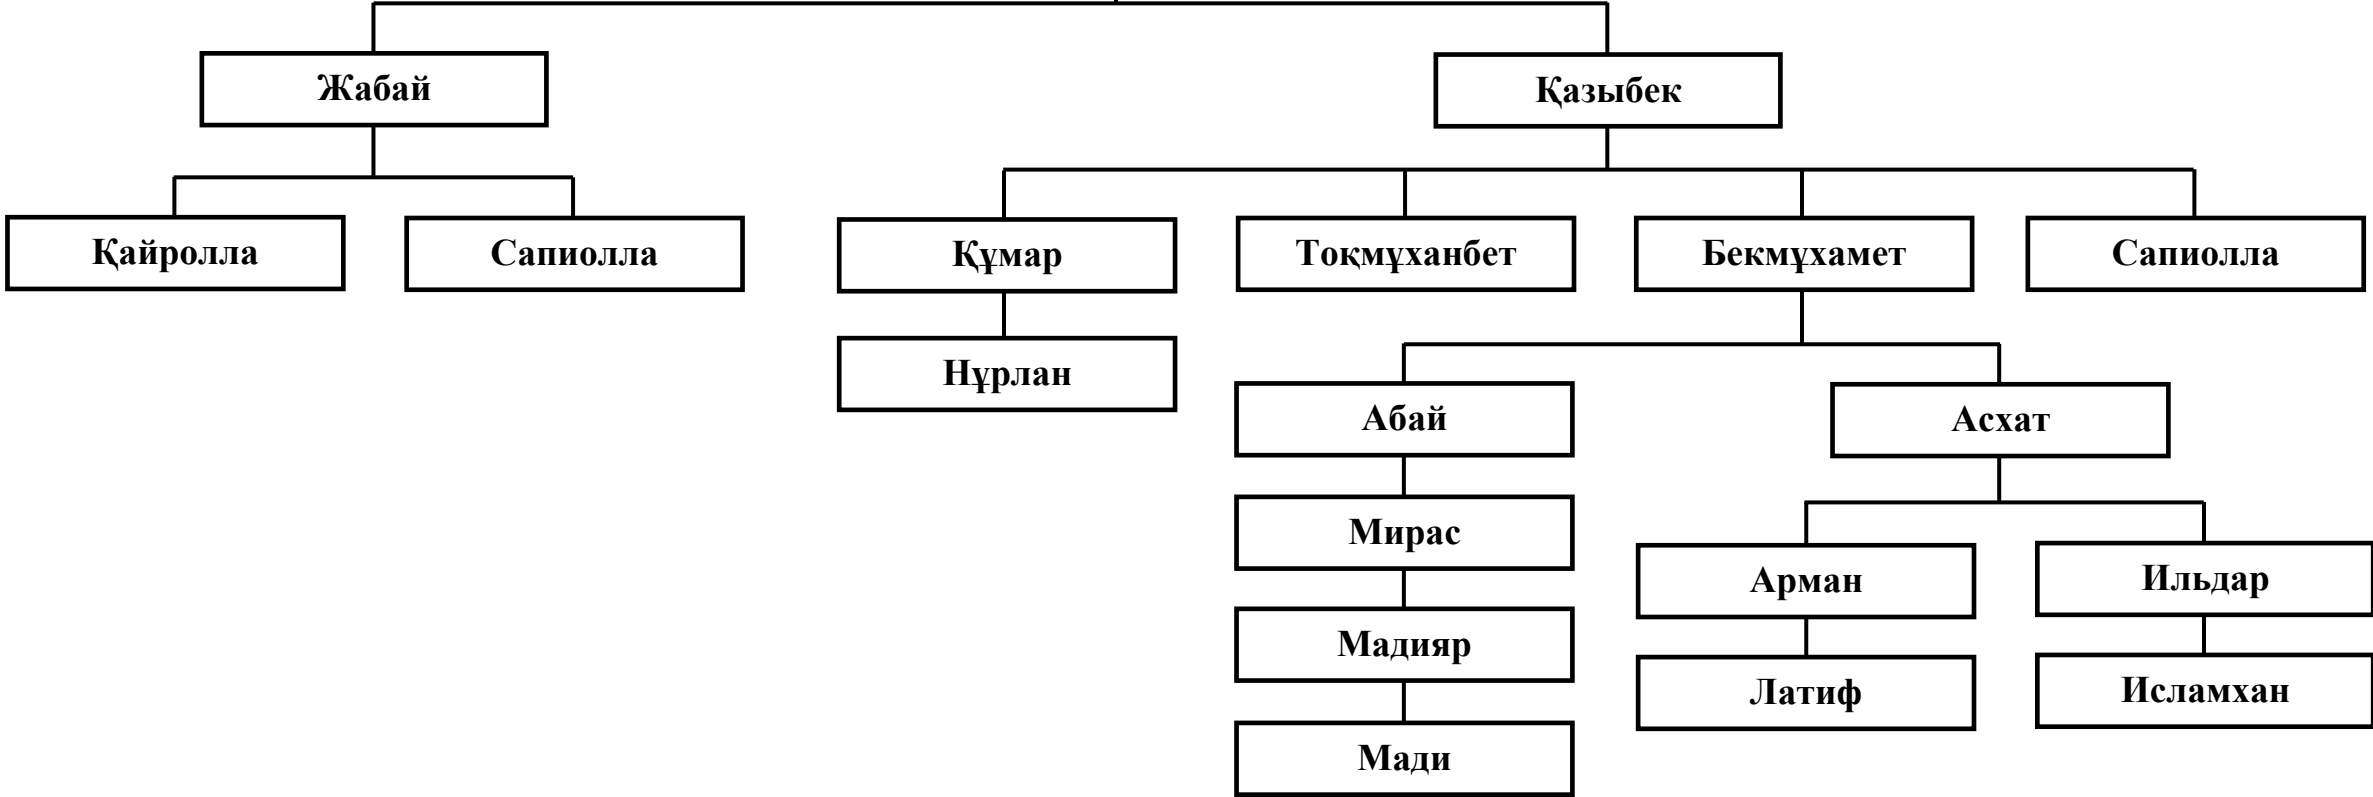 Жабай
Қазыбек
Қайролла
Сапиолла
Құмар
Тоқмұханбет
Бекмұхамет
Сапиолла
Нұрлан
Абай
Асхат
Мирас
Арман
Ильдар
Мадияр
Латиф
Исламхан
Мади